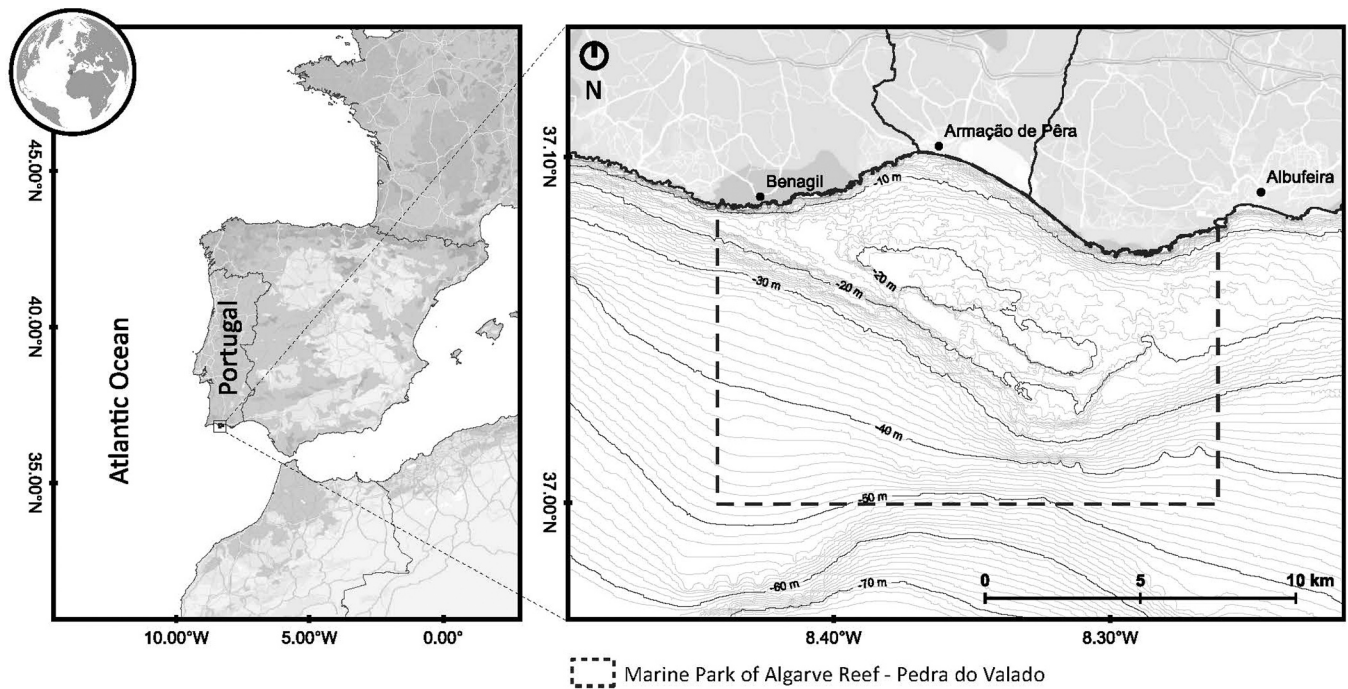 45.00°N
40.00°N
35.00°N
Atlantic Ocean
Portugal
10.00°W
5.00°W
0.00°
N
37.10°N
37.00°N
Armação de Pêra
Benagil
Albufeira
-10 m
-20 m
-20 m
-30 m
-40 m
-50 m
-60 m
-70 m
0
5
10 km
8.40°W
8.30°W
Marine Park of Algarve Reef - Pedra do Valado